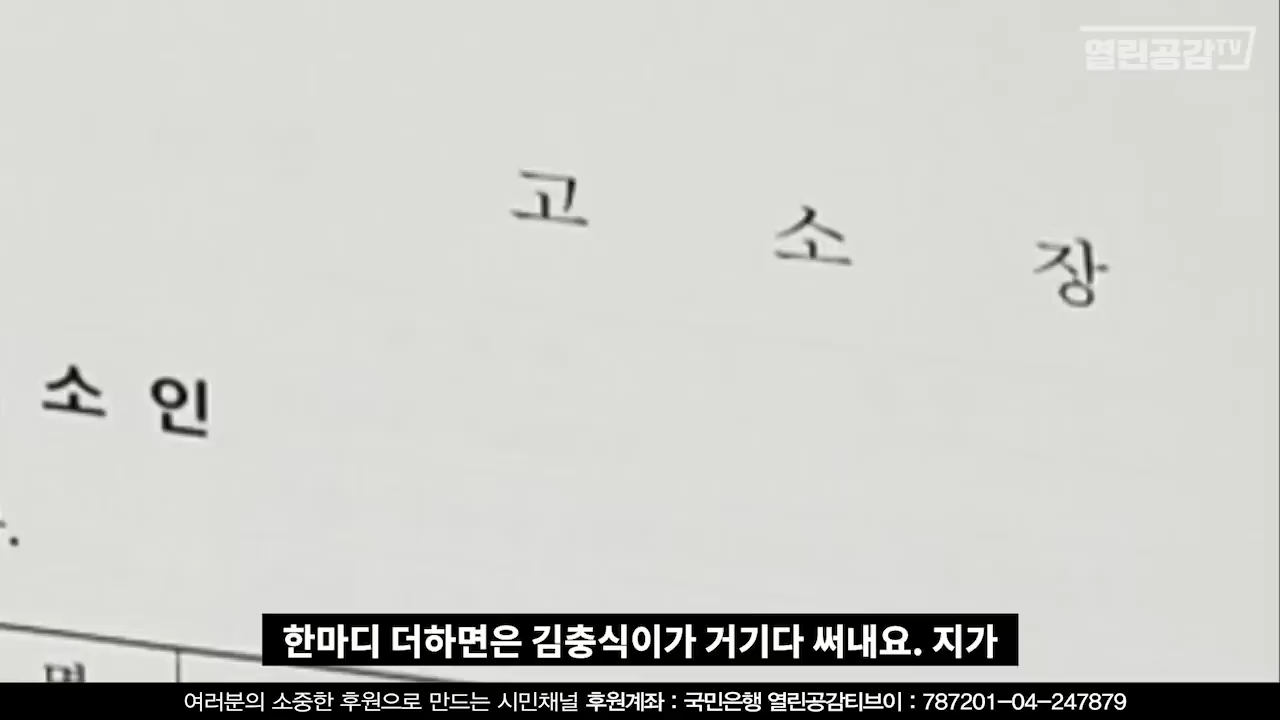 열린공감TV
고 소 장
소 인
한마디 더하면은 김충식이가 거기다 써내요. 지가
여러분의 소중한 후원으로 만드는 시민채널 후원계좌 : 국민은행 열린공감티브이 : 787201-04-247879